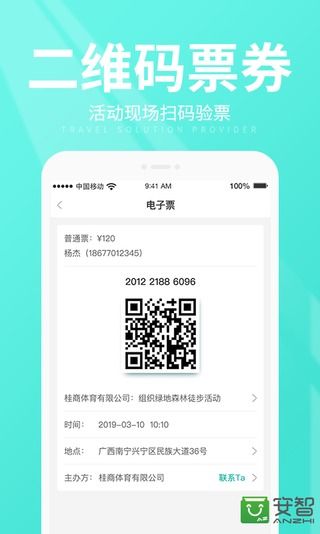 二维码票券
活动现场扫码验票
TRAVEL SOLUTION PROVIDER
中国移动 9:41 AM 100%
电子票
普通票：¥120
杨杰（18677012345）
2012 2188 6096
桂商体育有限公司：组织绿地森林徒步活动
时间： 2019-03-10 10:10
地点： 广西南宁兴宁区民族大道36号
主办方： 桂商体育有限公司 联系Ta
AZ 安智
ANZHI